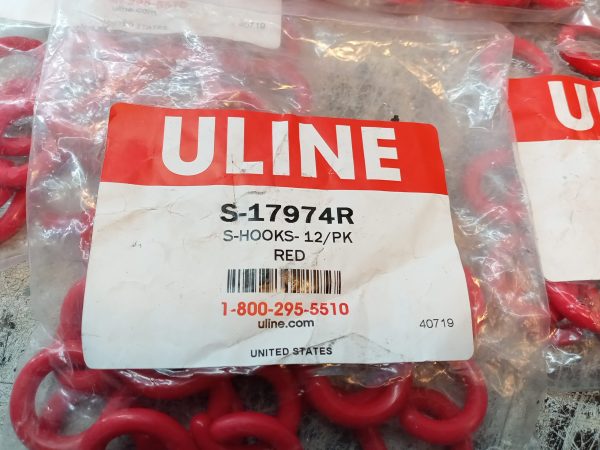 ULINE
S-17974R
S-HOOKS- 12/PK
RED
1-800-295-5510
uline.com
40719
UNITED STATES